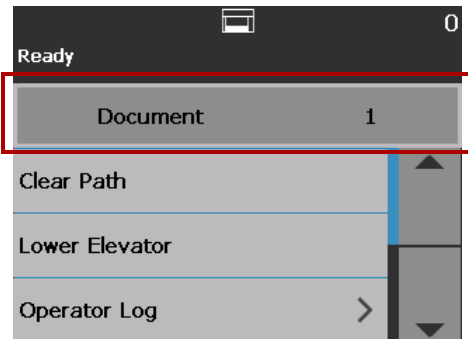 0
Ready
Document 1
Clear Path
Lower Elevator
Operator Log